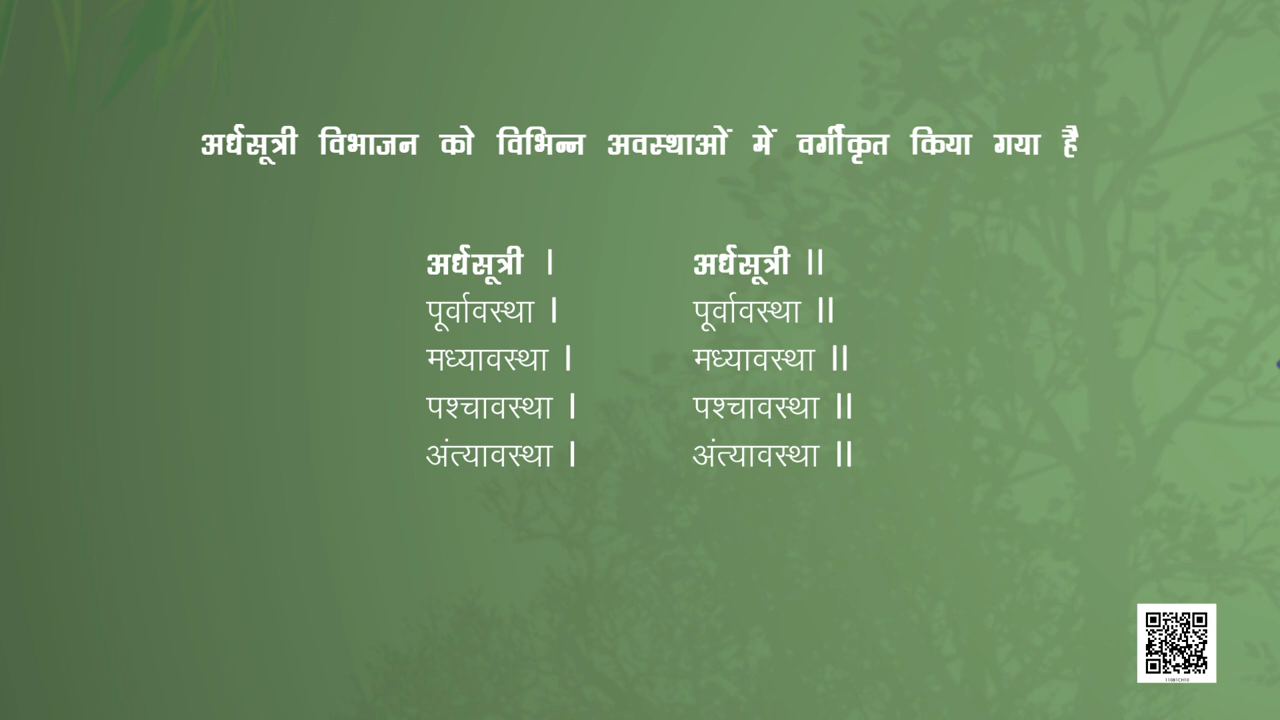 अर्धसूत्री विभाजन को विभिन्न अवस्थाओं में वर्गीकृत किया गया है
अर्धसूत्री I अर्धसूत्री II
पूर्वावस्था I पूर्वावस्था II
मध्यावस्था I मध्यावस्था II
पश्चावस्था I पश्चावस्था II
अंत्यावस्था I अंत्यावस्था II